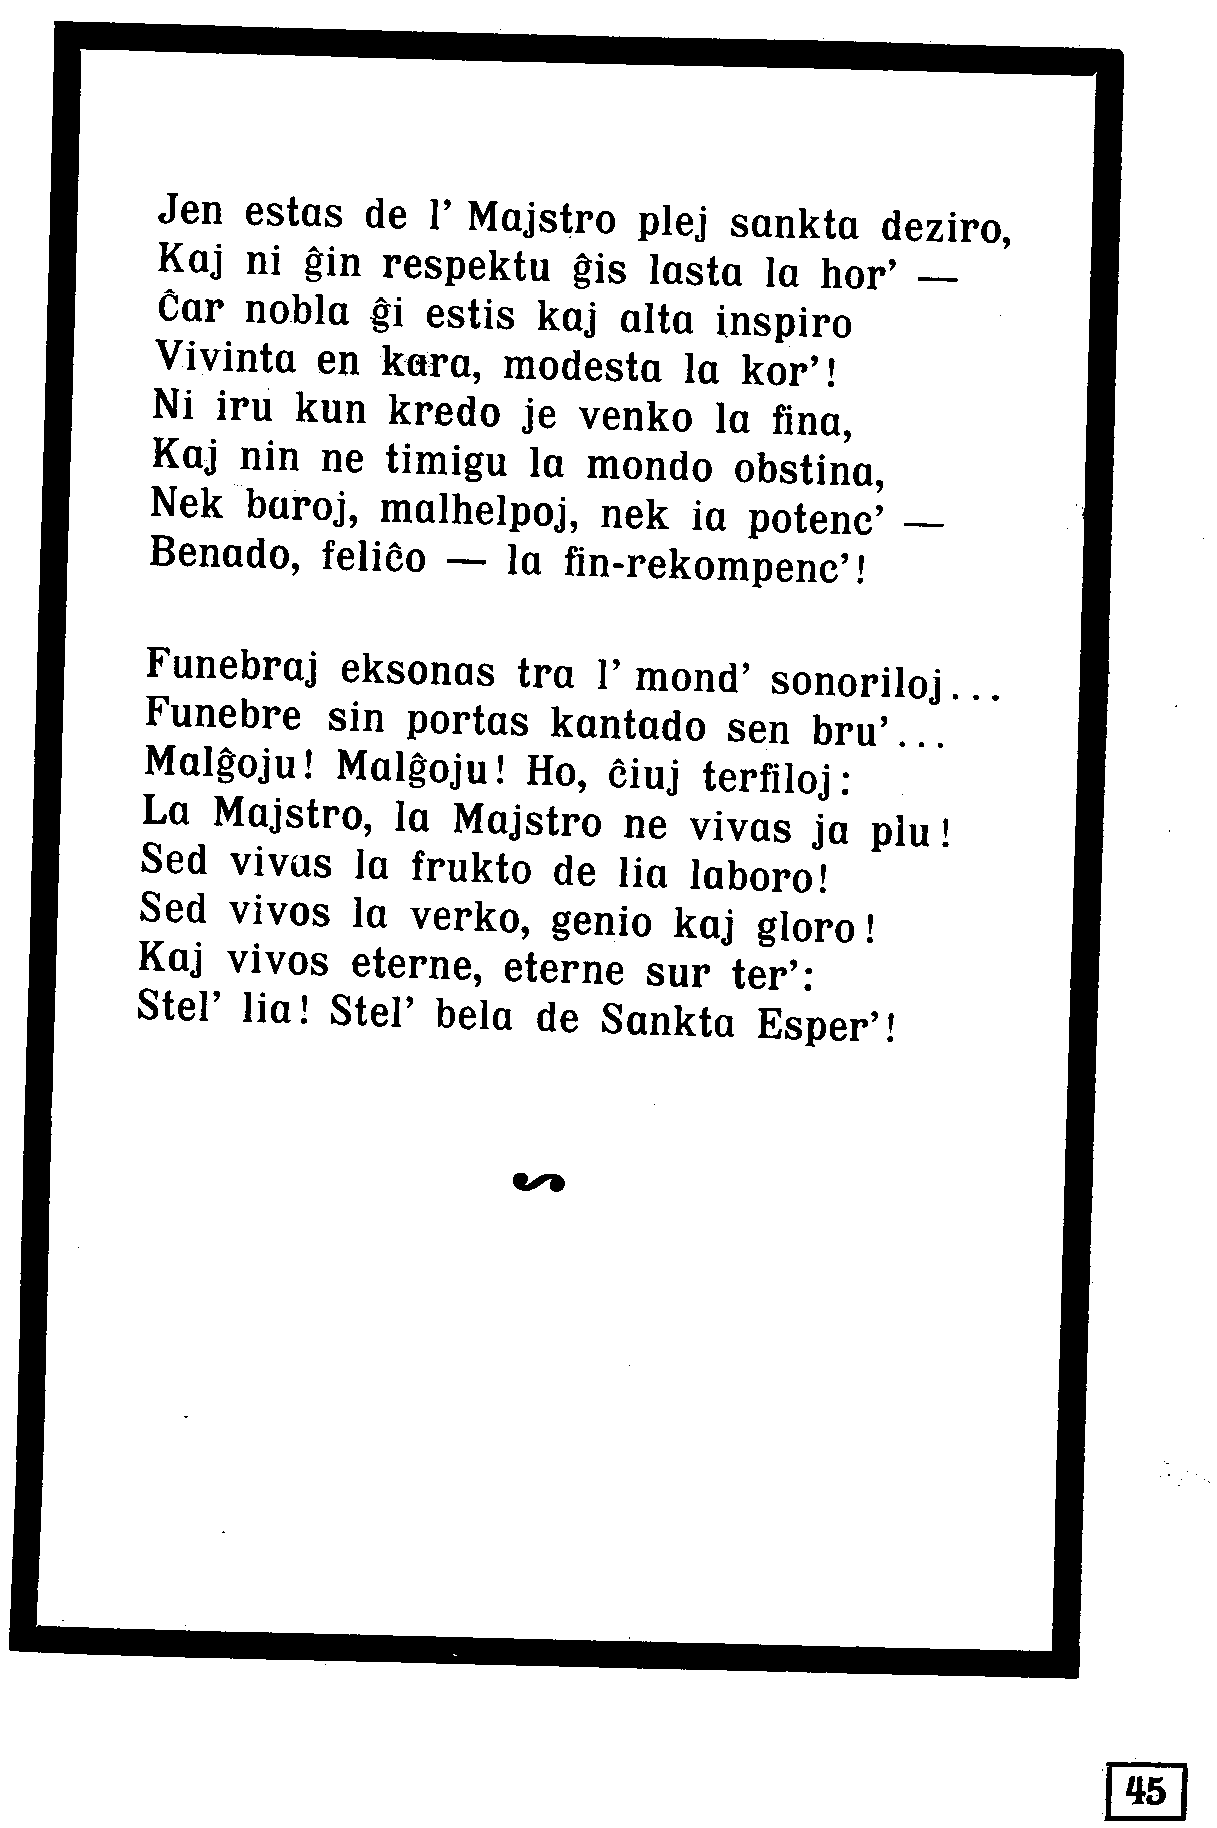 Jen estas de l’ Majstro plej sankta deziro,
Kaj ni ĝin respektu ĝis lasta la hor’ —
Ĉar nobla ĝi estis kaj alta inspiro
Vivinta en kara, modesta la kor’!
Ni iru kun kredo je venko la fina,
Kaj nin ne timigu la mondo obstina,
Nek baroj, malhelpoj, nek ia potenc’ —
Benado, feliĉo — la fin-rekompenc’!
Funebraj eksonas tra l’ mond’ sonoriloj...
Funebre sin portas kantado sen bru’...
Malĝoju! Malĝoju! Ho, ĉiuj terfiloj:
La Majstro, la Majstro ne vivas ja plu!
Sed vivas la frukto de lia laboro!
Sed vivos la verko, genio kaj gloro!
Kaj vivos eterne, eterne sur ter’:
Stel’ lia! Stel’ bela de Sankta Esper’!
45